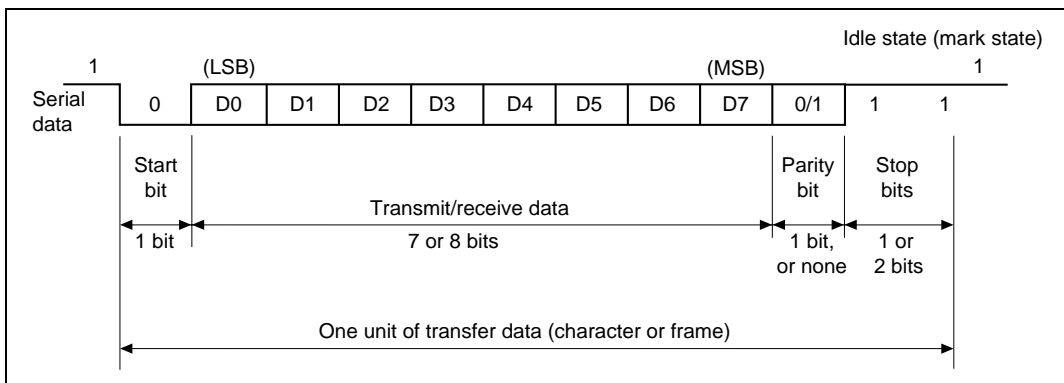 Idle state (mark state)
1 (LSB) (MSB) 1
Serial data
0 D0 D1 D2 D3 D4 D5 D6 D7 0/1 1 1
Start bit
Parity bit
Stop bits
Transmit/receive data
1 bit
7 or 8 bits
1 bit, or none
1 or 2 bits
One unit of transfer data (character or frame)